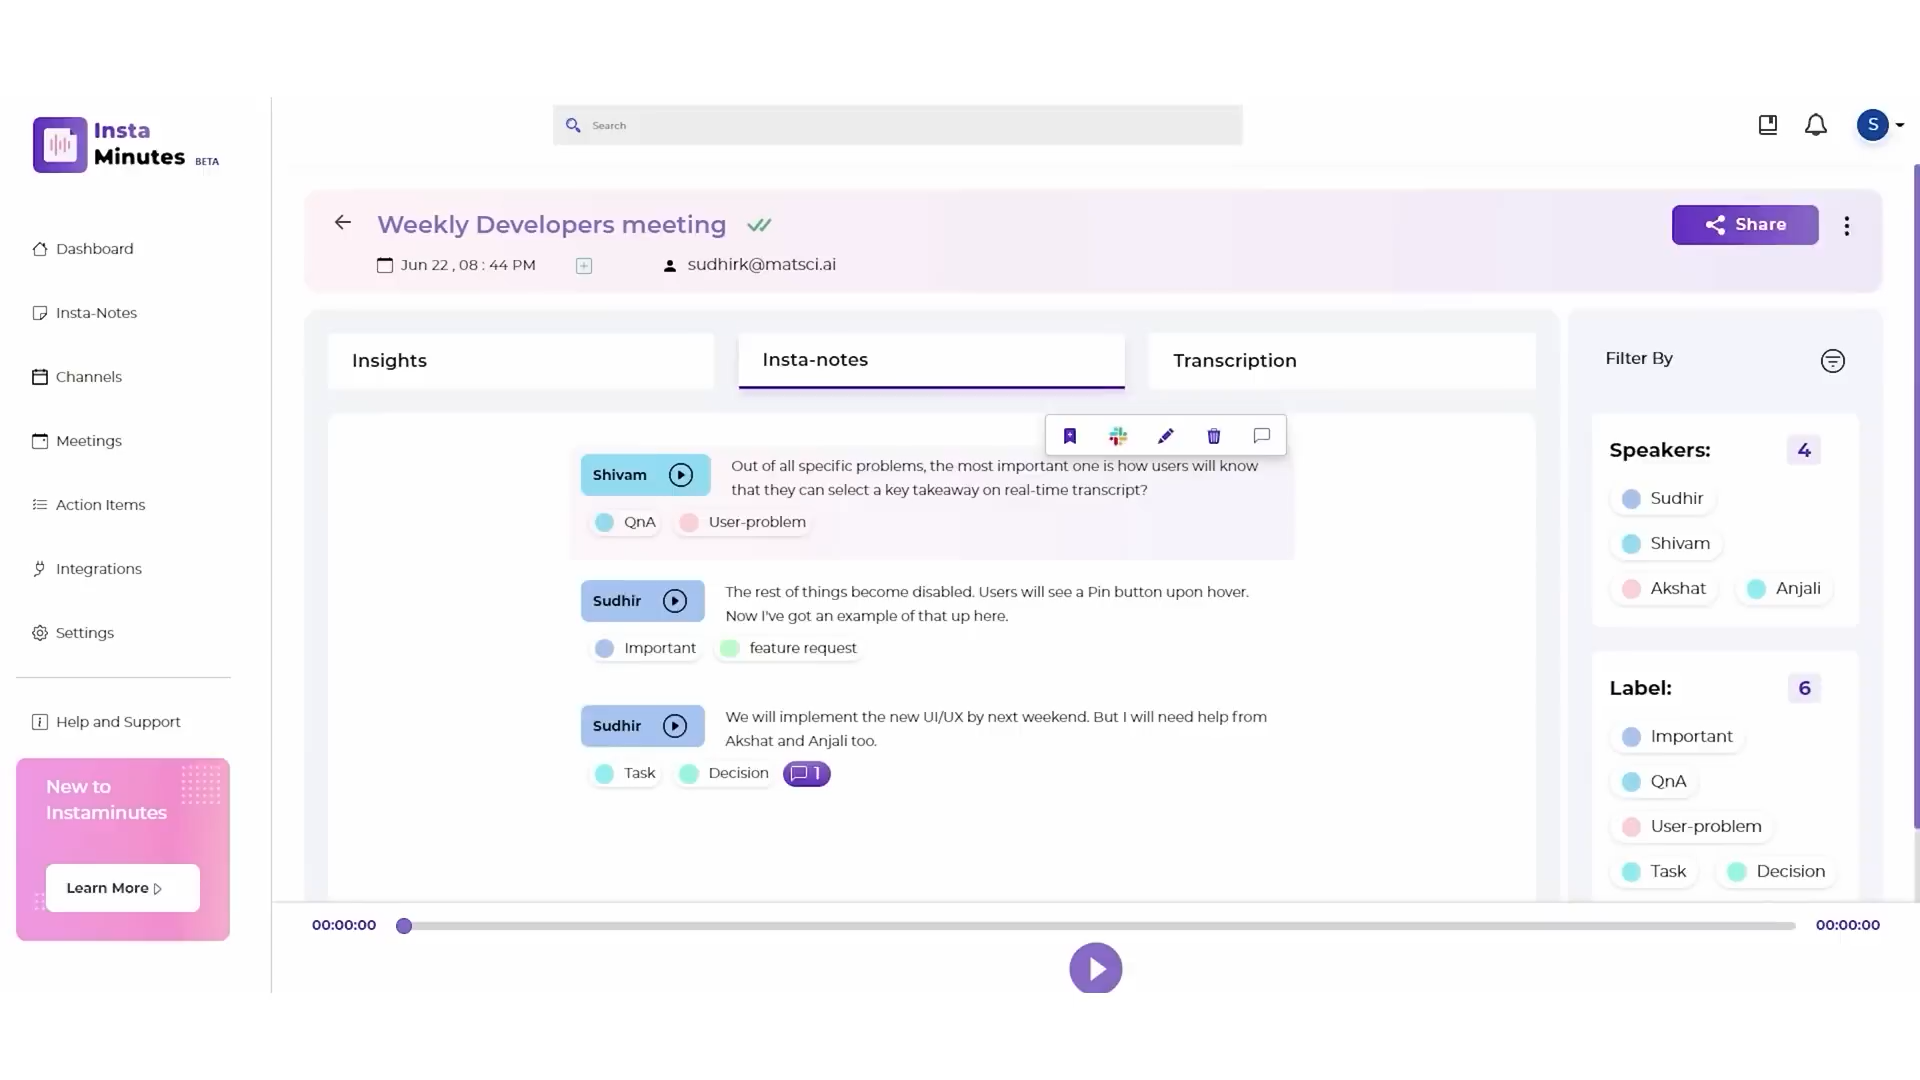 Insta
Minutes BETA
Search
S
Dashboard
Insta-Notes
Channels
Meetings
Action Items
Integrations
Settings
Help and Support
New to
Instaminutes
Learn More
Weekly Developers meeting
Share
Jun 22 , 08 : 44 PM
sudhirk@matsci.ai
Insights
Insta-notes
Transcription
Shivam
Out of all specific problems, the most important one is how users will know
that they can select a key takeaway on real-time transcript?
QnA User-problem
Sudhir
The rest of things become disabled. Users will see a Pin button upon hover.
Now I've got an example of that up here.
Important feature request
Sudhir
We will implement the new UI/UX by next weekend. But I will need help from
Akshat and Anjali too.
Task Decision 1
Filter By
Speakers: 4
Sudhir
Shivam
Akshat Anjali
Label: 6
Important
QnA
User-problem
Task Decision
00:00:00 00:00:00